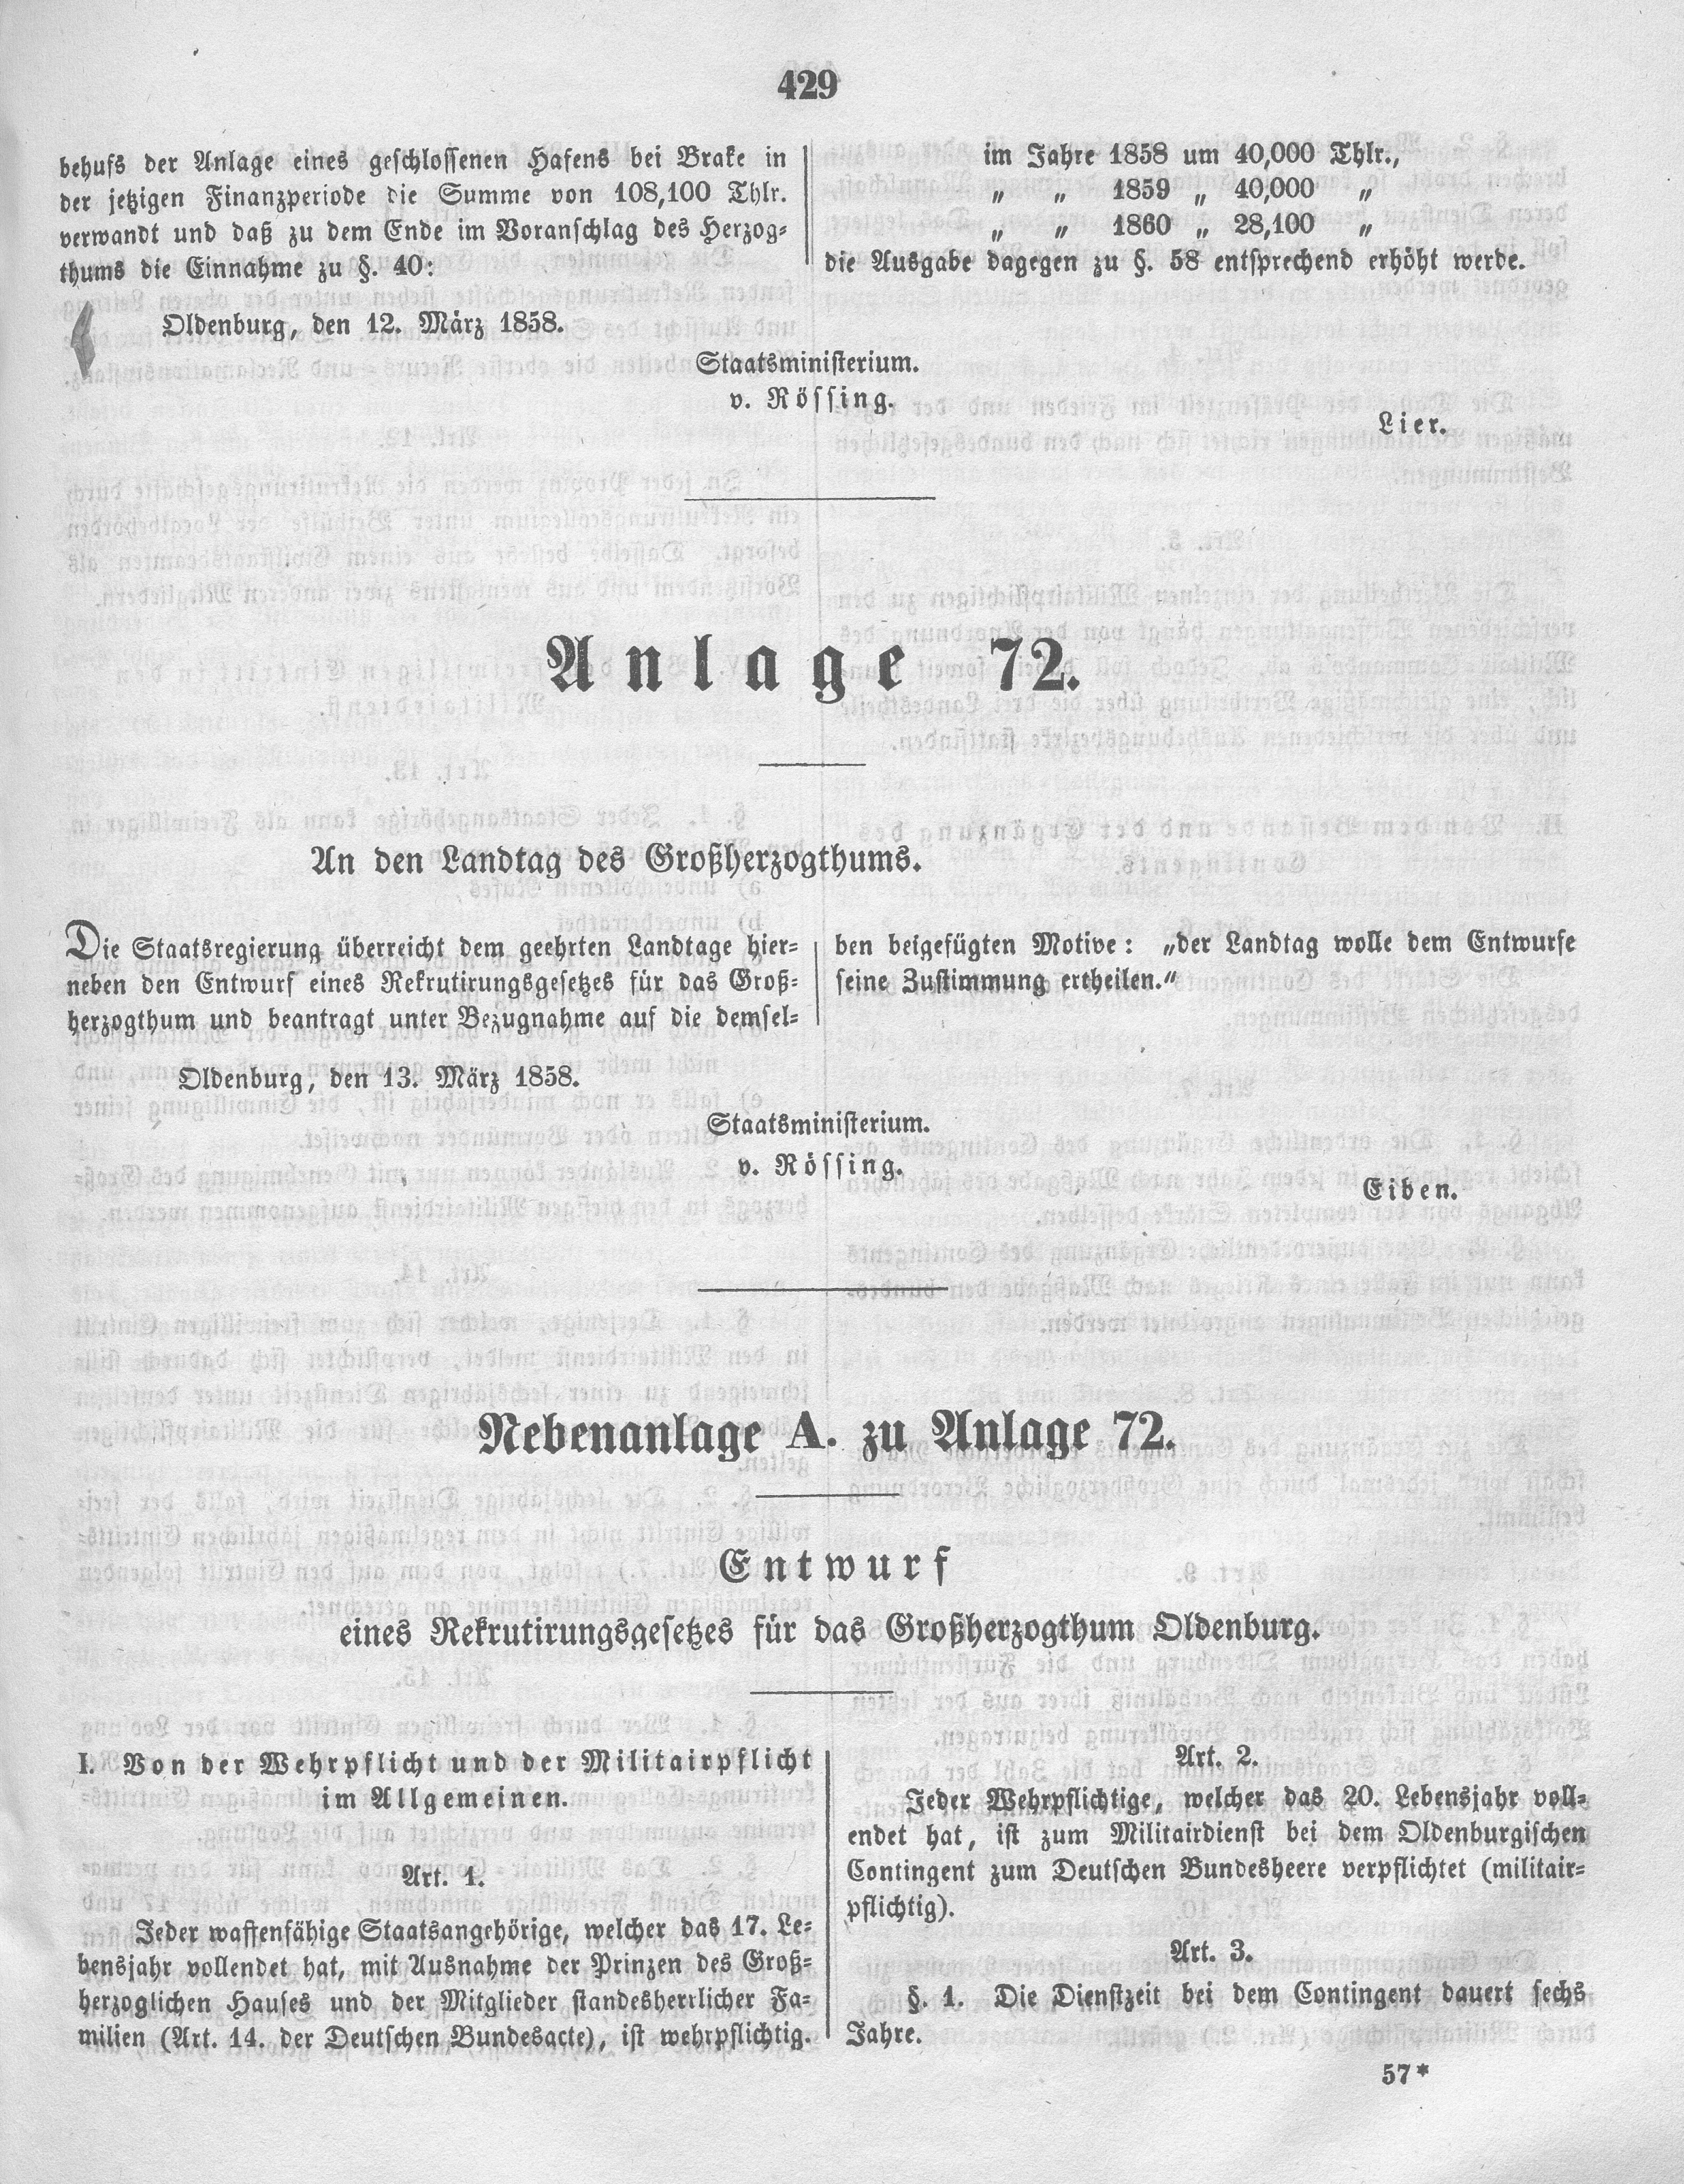 429
behufs der Anlage eines geschlossenen Hafens bei Brake in
der jetzigen Finanzperiode die Summe von 108,100 Thlr.
verwandt und daß zu dem Ende im Voranschlag des Herzog-
thums die Einnahme zu §. 40:
im Jahre 1858 um 40,000 Thlr.,
„ „ 1859 „ 40,000 „
„ „ 1860 „ 28,100 „
die Ausgabe dagegen zu §. 58 entsprechend erhöht werde.
Oldenburg, den 12. März 1858.
Staatsministerium.
v. Rössing.
Lier.
Anlage 72.
An den Landtag des Großherzogthums.
Die Staatsregierung überreicht dem geehrten Landtage hier-
neben den Entwurf eines Rekrutirungsgesetzes für das Groß-
herzogthum und beantragt unter Bezugnahme auf die demsel-
ben beigefügten Motive: „der Landtag wolle dem Entwurfe
seine Zustimmung ertheilen.“
Oldenburg, den 13. März 1858.
Staatsministerium.
v. Rössing.
Eiben.
Nebenanlage A. zu Anlage 72.
Entwurf
eines Rekrutirungsgesetzes für das Großherzogthum Oldenburg.
I. Von der Wehrpflicht und der Militairpflicht
im Allgemeinen.
Art. 1.
Jeder waffenfähige Staatsangehörige, welcher das 17. Le-
bensjahr vollendet hat, mit Ausnahme der Prinzen des Groß-
herzoglichen Hauses und der Mitglieder standesherrlicher Fa-
milien (Art. 14. der Deutschen Bundesacte), ist wehrpflichtig.
Art. 2.
Jeder Wehrpflichtige, welcher das 20. Lebensjahr voll-
endet hat, ist zum Militairdienst bei dem Oldenburgischen
Contingent zum Deutschen Bundesheere verpflichtet (militair-
pflichtig).
Art. 3.
§. 1. Die Dienstzeit bei dem Contingent dauert sechs
Jahre.
57*